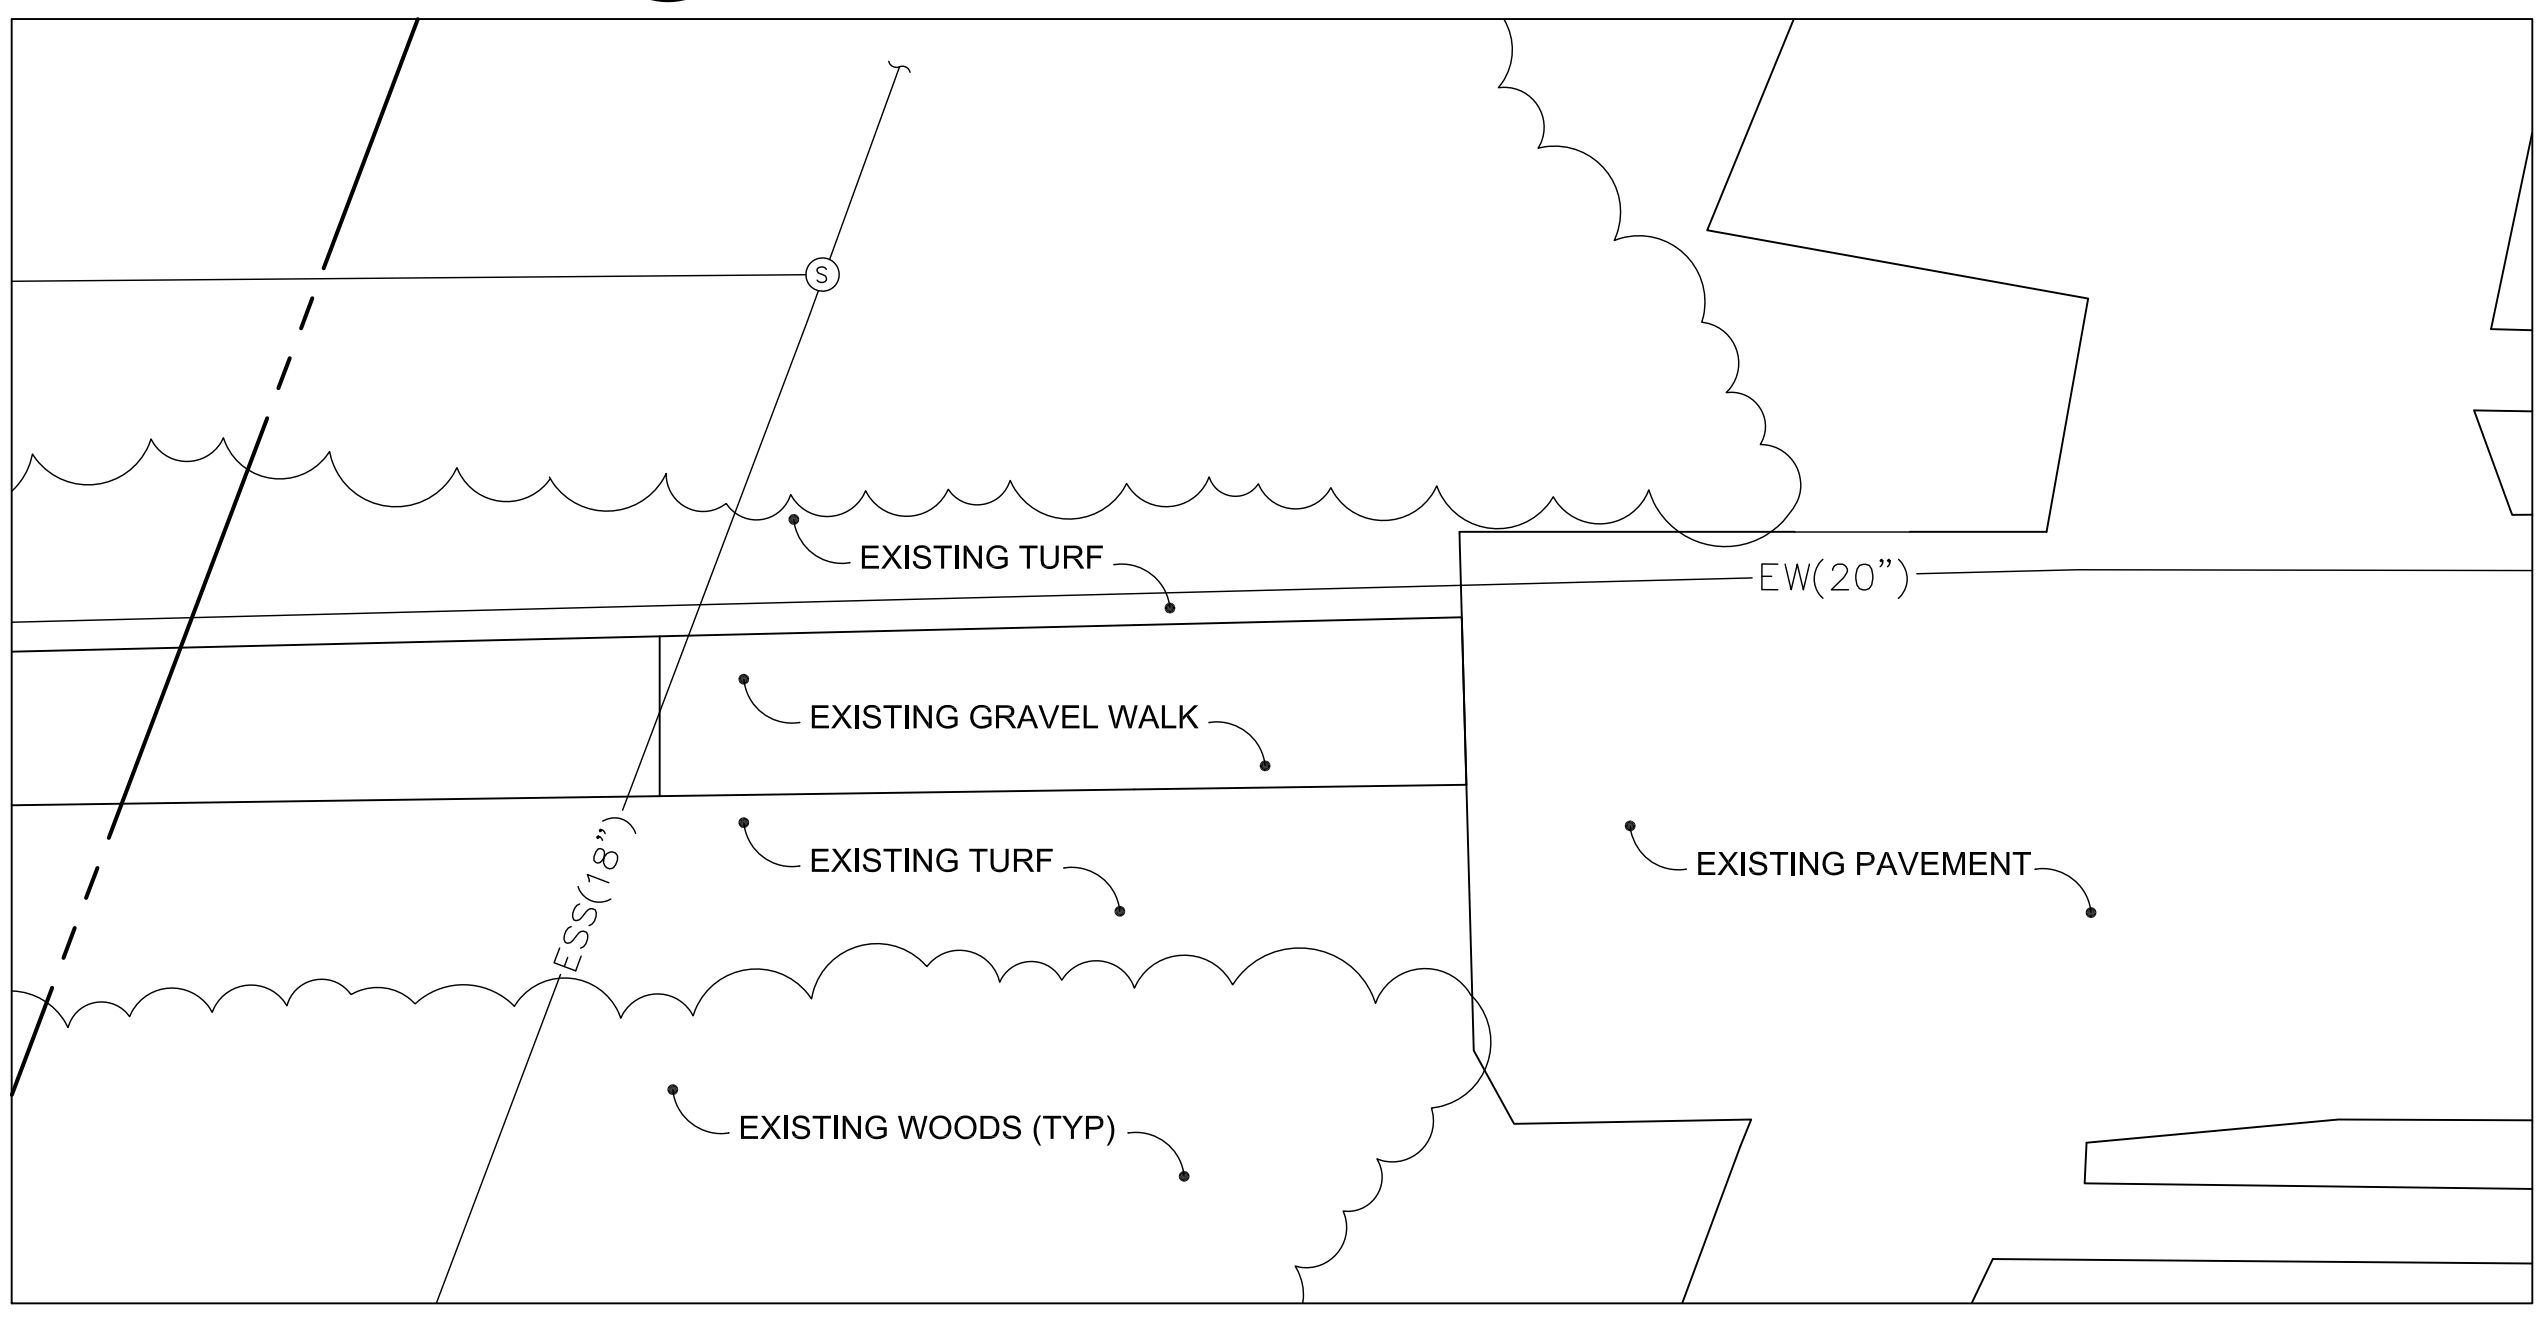 S
EXISTING TURF
EW(20”)
EXISTING GRAVEL WALK
ESS(18”)
EXISTING TURF
EXISTING PAVEMENT
EXISTING WOODS (TYP)